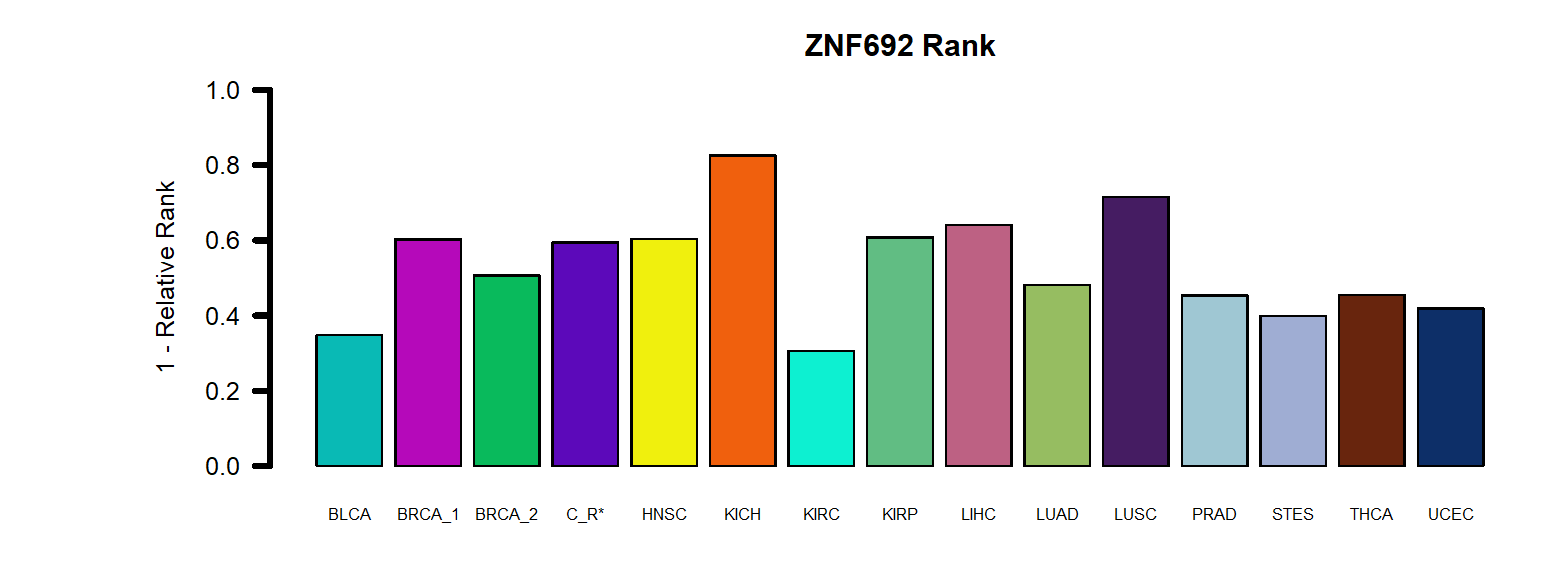 ZNF692 Rank
1 - Relative Rank
1.0
0.8
0.6
0.4
0.2
0.0
BLCA BRCA_1 BRCA_2 C_R* HNSC KICH KIRC KIRP LIHC LUAD LUSC PRAD STES THCA UCEC